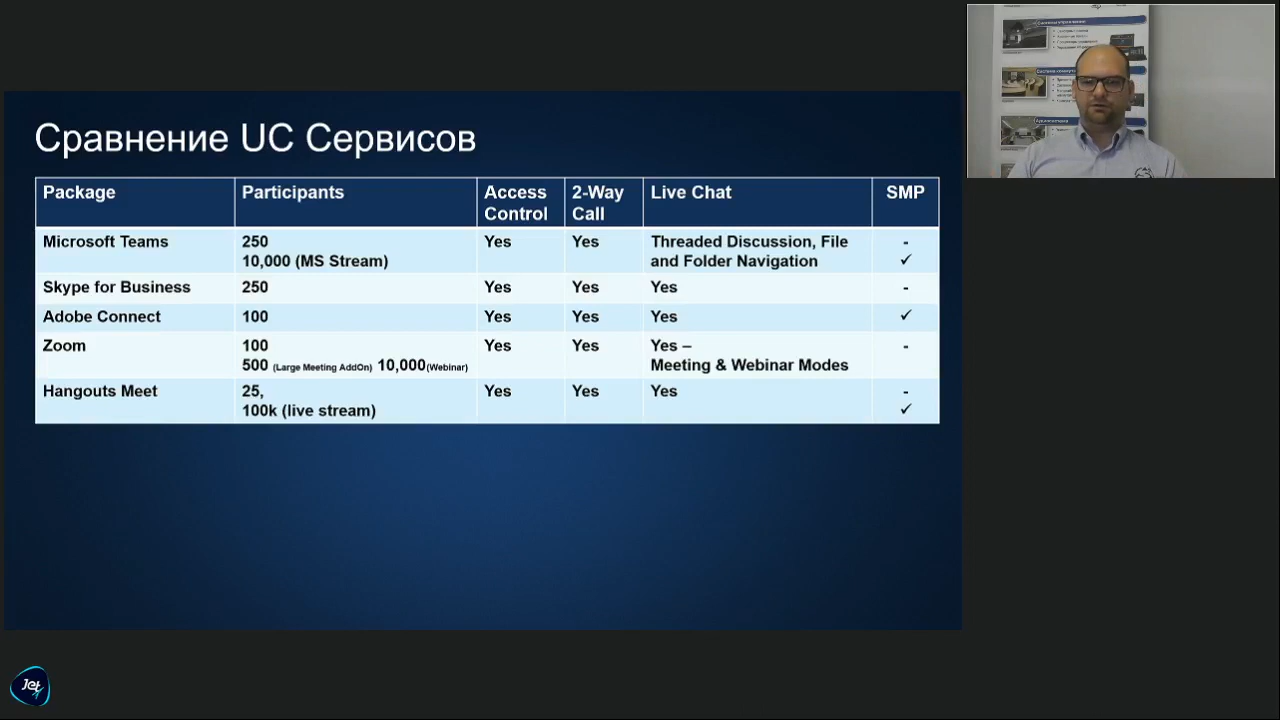 Сравнение UC Сервисов
Package Participants Access Control 2-Way Call Live Chat SMP
Microsoft Teams 250 Yes Yes Threaded Discussion, File -
10,000 (MS Stream) and Folder Navigation ✓
Skype for Business 250 Yes Yes Yes -
Adobe Connect 100 Yes Yes Yes ✓
Zoom 100 Yes Yes Yes – -
500 (Large Meeting AddOn) 10,000(Webinar) Meeting & Webinar Modes
Hangouts Meet 25, Yes Yes Yes -
100k (live stream) ✓
Система управления
Jet